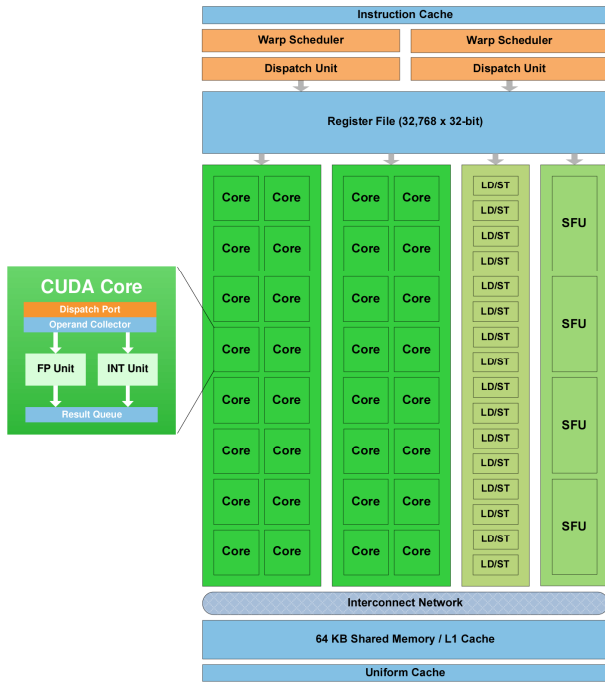 Instruction Cache
Warp Scheduler Warp Scheduler
Dispatch Unit Dispatch Unit
Register File (32,768 x 32-bit)
Core Core Core Core LD/ST
LD/ST
SFU
Core Core Core Core LD/ST
LD/ST
Core Core Core Core LD/ST
LD/ST
SFU
Core Core Core Core LD/ST
LD/ST
Core Core Core Core LD/ST
LD/ST
SFU
Core Core Core Core LD/ST
LD/ST
Core Core Core Core LD/ST
LD/ST
SFU
Core Core Core Core LD/ST
LD/ST
CUDA Core
Dispatch Port
Operand Collector
FP Unit INT Unit
Result Queue
Interconnect Network
64 KB Shared Memory / L1 Cache
Uniform Cache